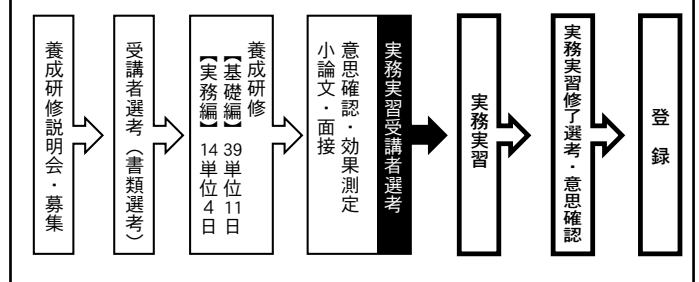 養成研修説明会・募集
受講者選考（書類選考）
養成研修
【基礎編】39単位11日
【実務編】14単位4日
意思確認・効果測定
小論文・面接
実務実習受講者選考
実務実習
実務実習修了選考・意思確認
登録